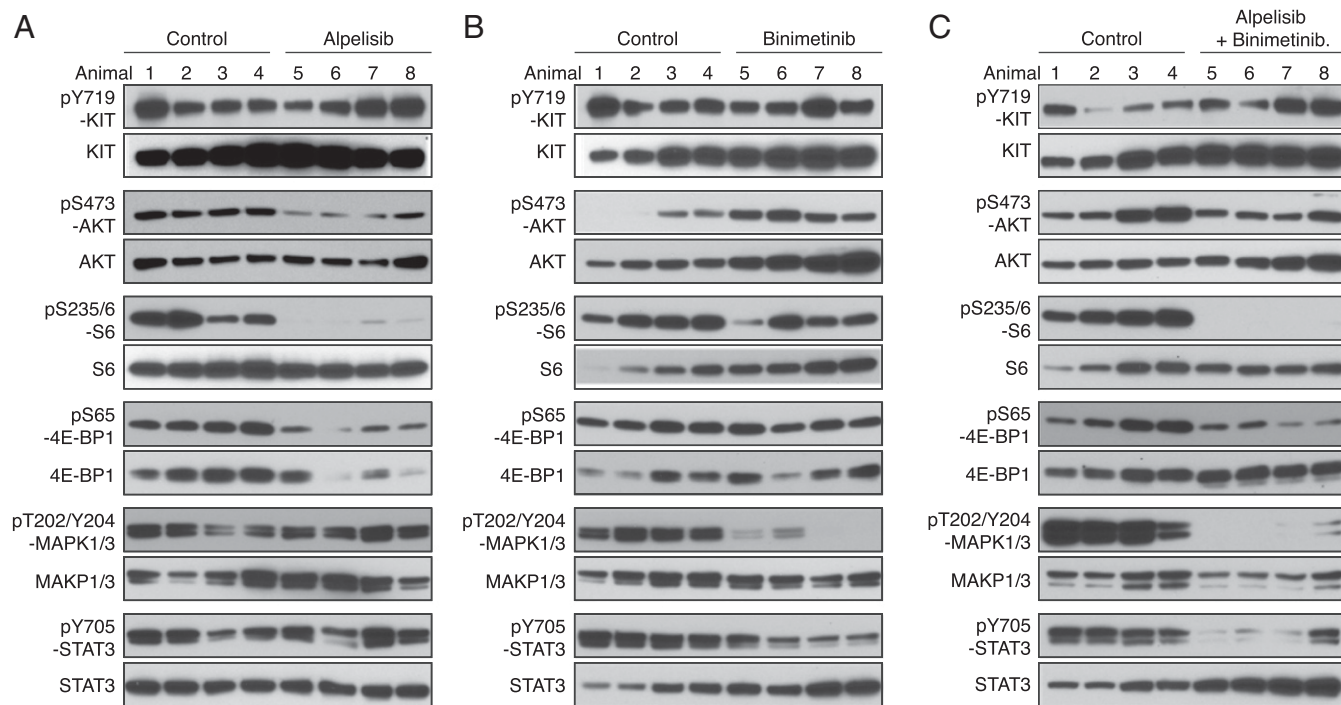 A
Control Alpelisib
Animal 1 2 3 4 5 6 7 8
pY719
-KIT
KIT
pS473
-AKT
AKT
pS235/6
-S6
S6
pS65
-4E-BP1
4E-BP1
pT202/Y204
-MAPK1/3
MAKP1/3
pY705
-STAT3
STAT3
B
Control Binimetinib
Animal 1 2 3 4 5 6 7 8
pY719
-KIT
KIT
pS473
-AKT
AKT
pS235/6
-S6
S6
pS65
-4E-BP1
4E-BP1
pT202/Y204
-MAPK1/3
MAKP1/3
pY705
-STAT3
STAT3
C
Control Alpelisib
+ Binimetinib.
Animal 1 2 3 4 5 6 7 8
pY719
-KIT
KIT
pS473
-AKT
AKT
pS235/6
-S6
S6
pS65
-4E-BP1
4E-BP1
pT202/Y204
-MAPK1/3
MAKP1/3
pY705
-STAT3
STAT3